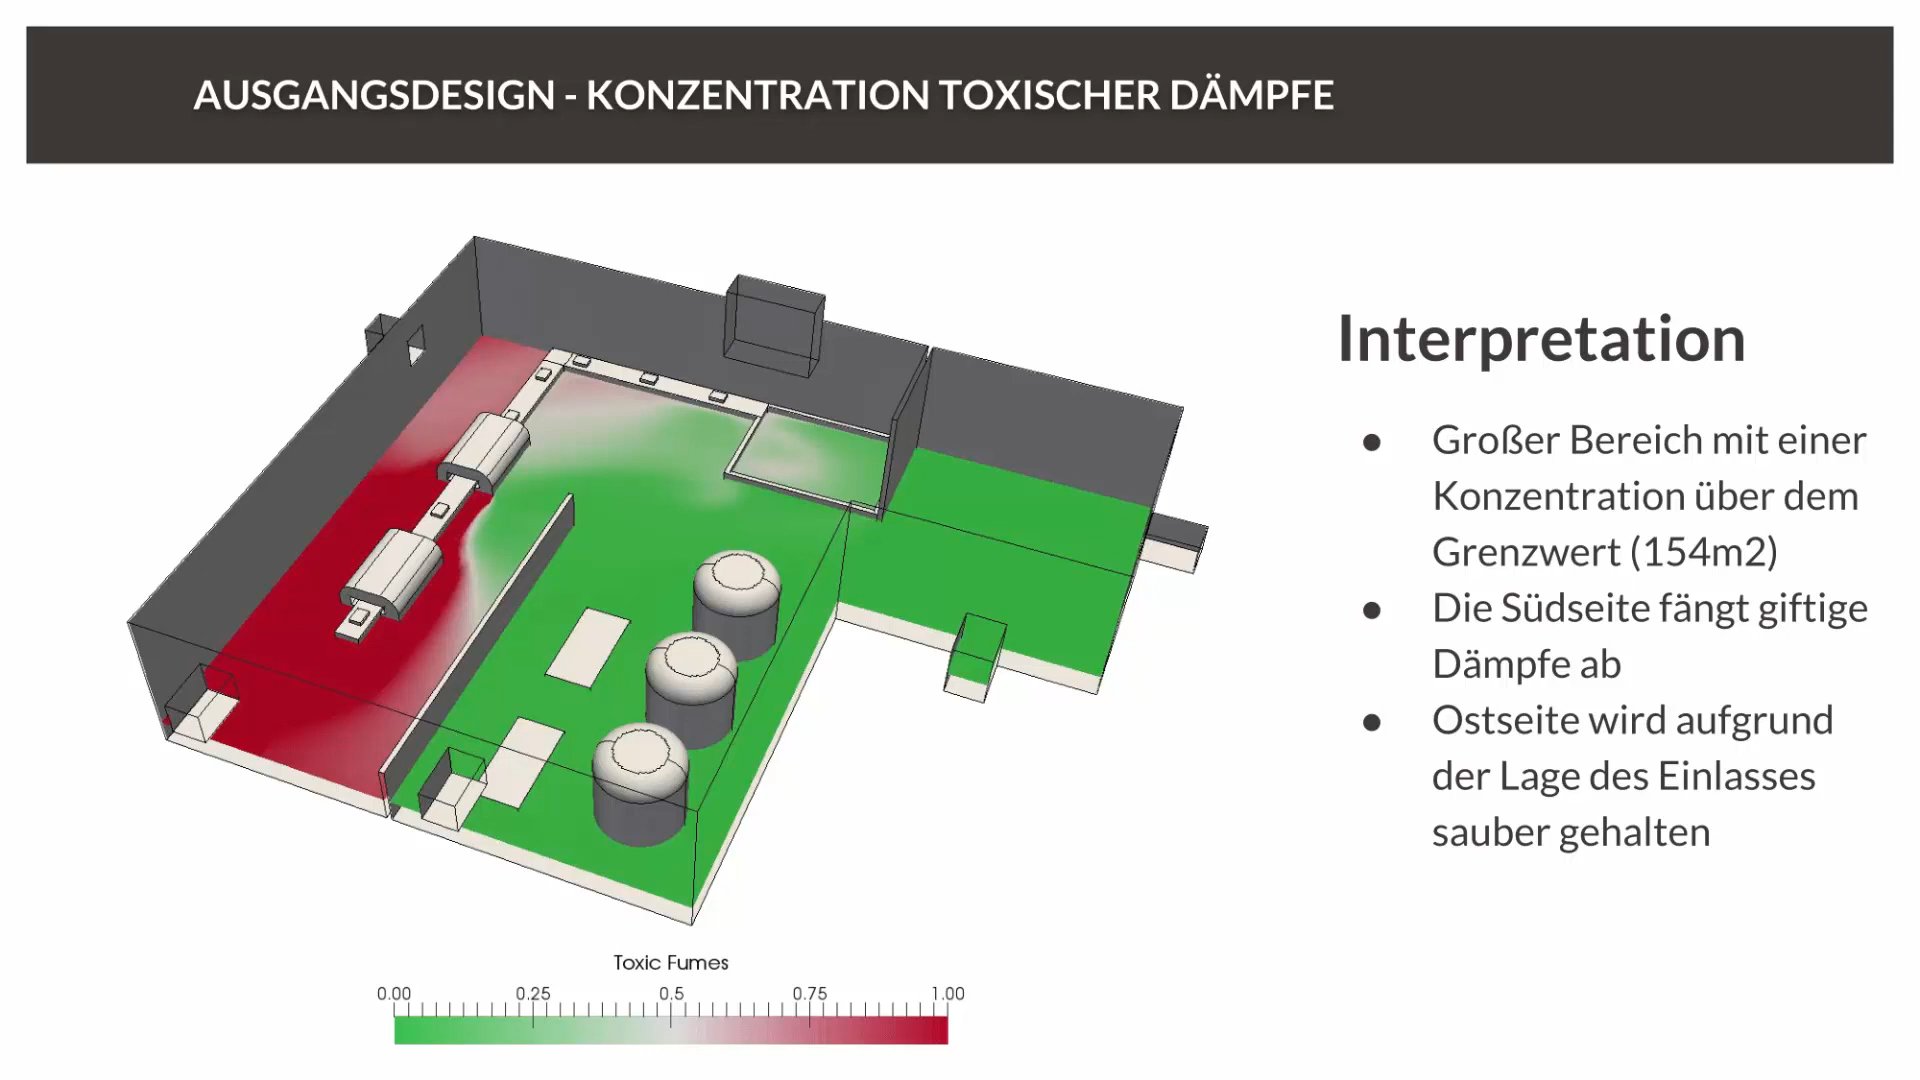 AUSGANGSDESIGN - KONZENTRATION TOXISCHER DÄMPFE
Interpretation
● Großer Bereich mit einer
Konzentration über dem
Grenzwert (154m2)
● Die Südseite fängt giftige
Dämpfe ab
● Ostseite wird aufgrund
der Lage des Einlasses
sauber gehalten
Toxic Fumes
0.00 0.25 0.5 0.75 1.00